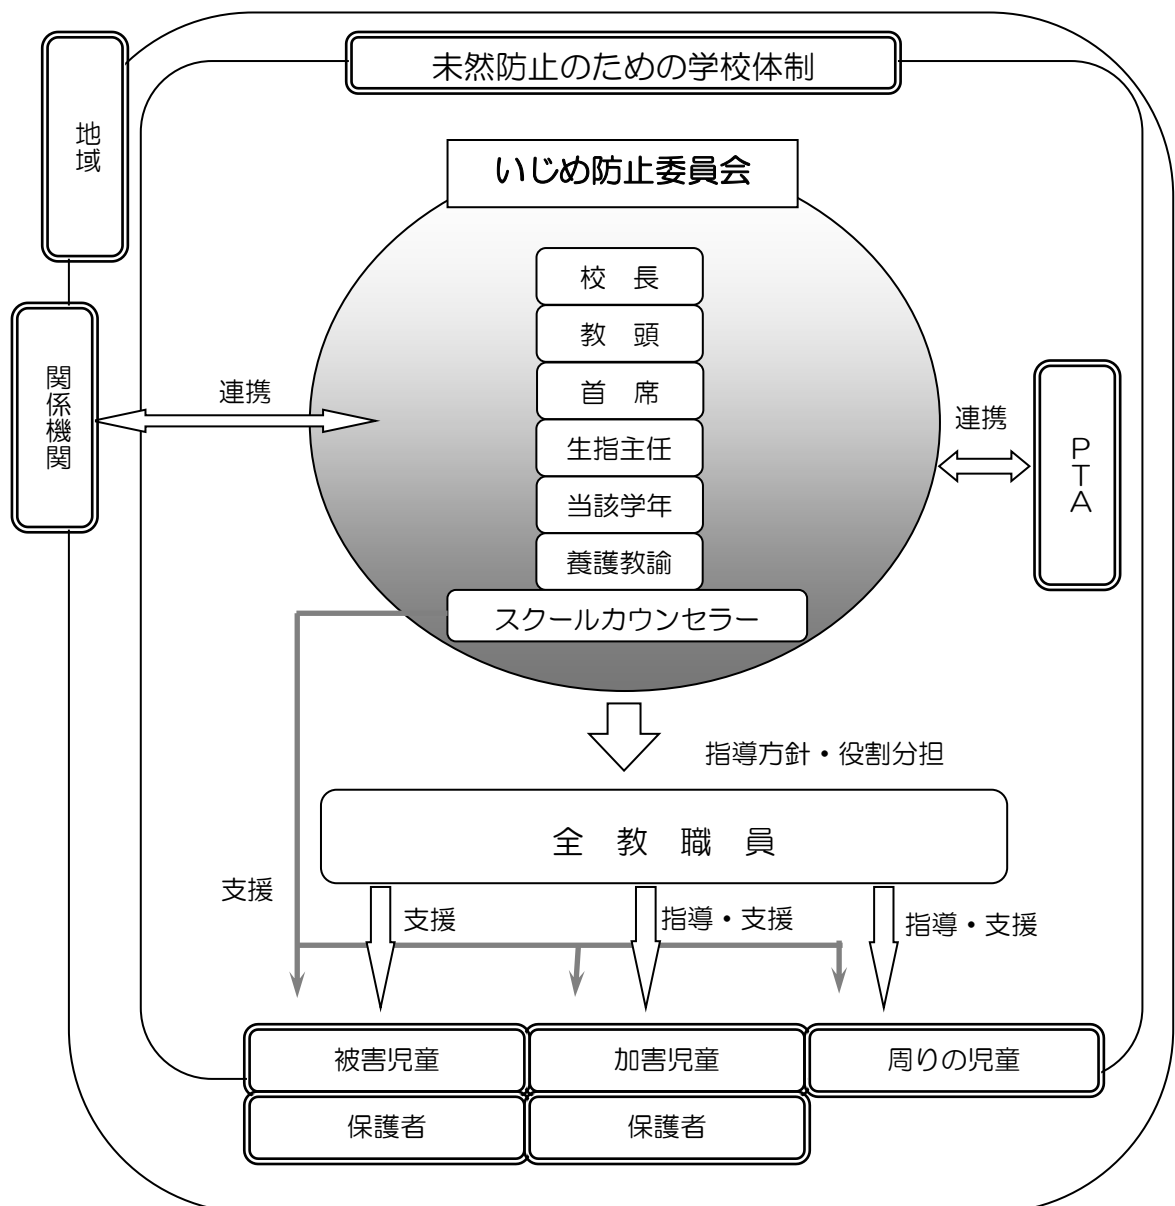 未然防止のための学校体制
地域
いじめ防止委員会
校　長
教　頭
首　席
生指主任
当該学年
養護教諭
スクールカウンセラー
関係機関
連携
連携
PTA
指導方針・役割分担
全　教　職　員
支援
支援
指導・支援
指導・支援
被害児童
加害児童
周りの児童
保護者
保護者